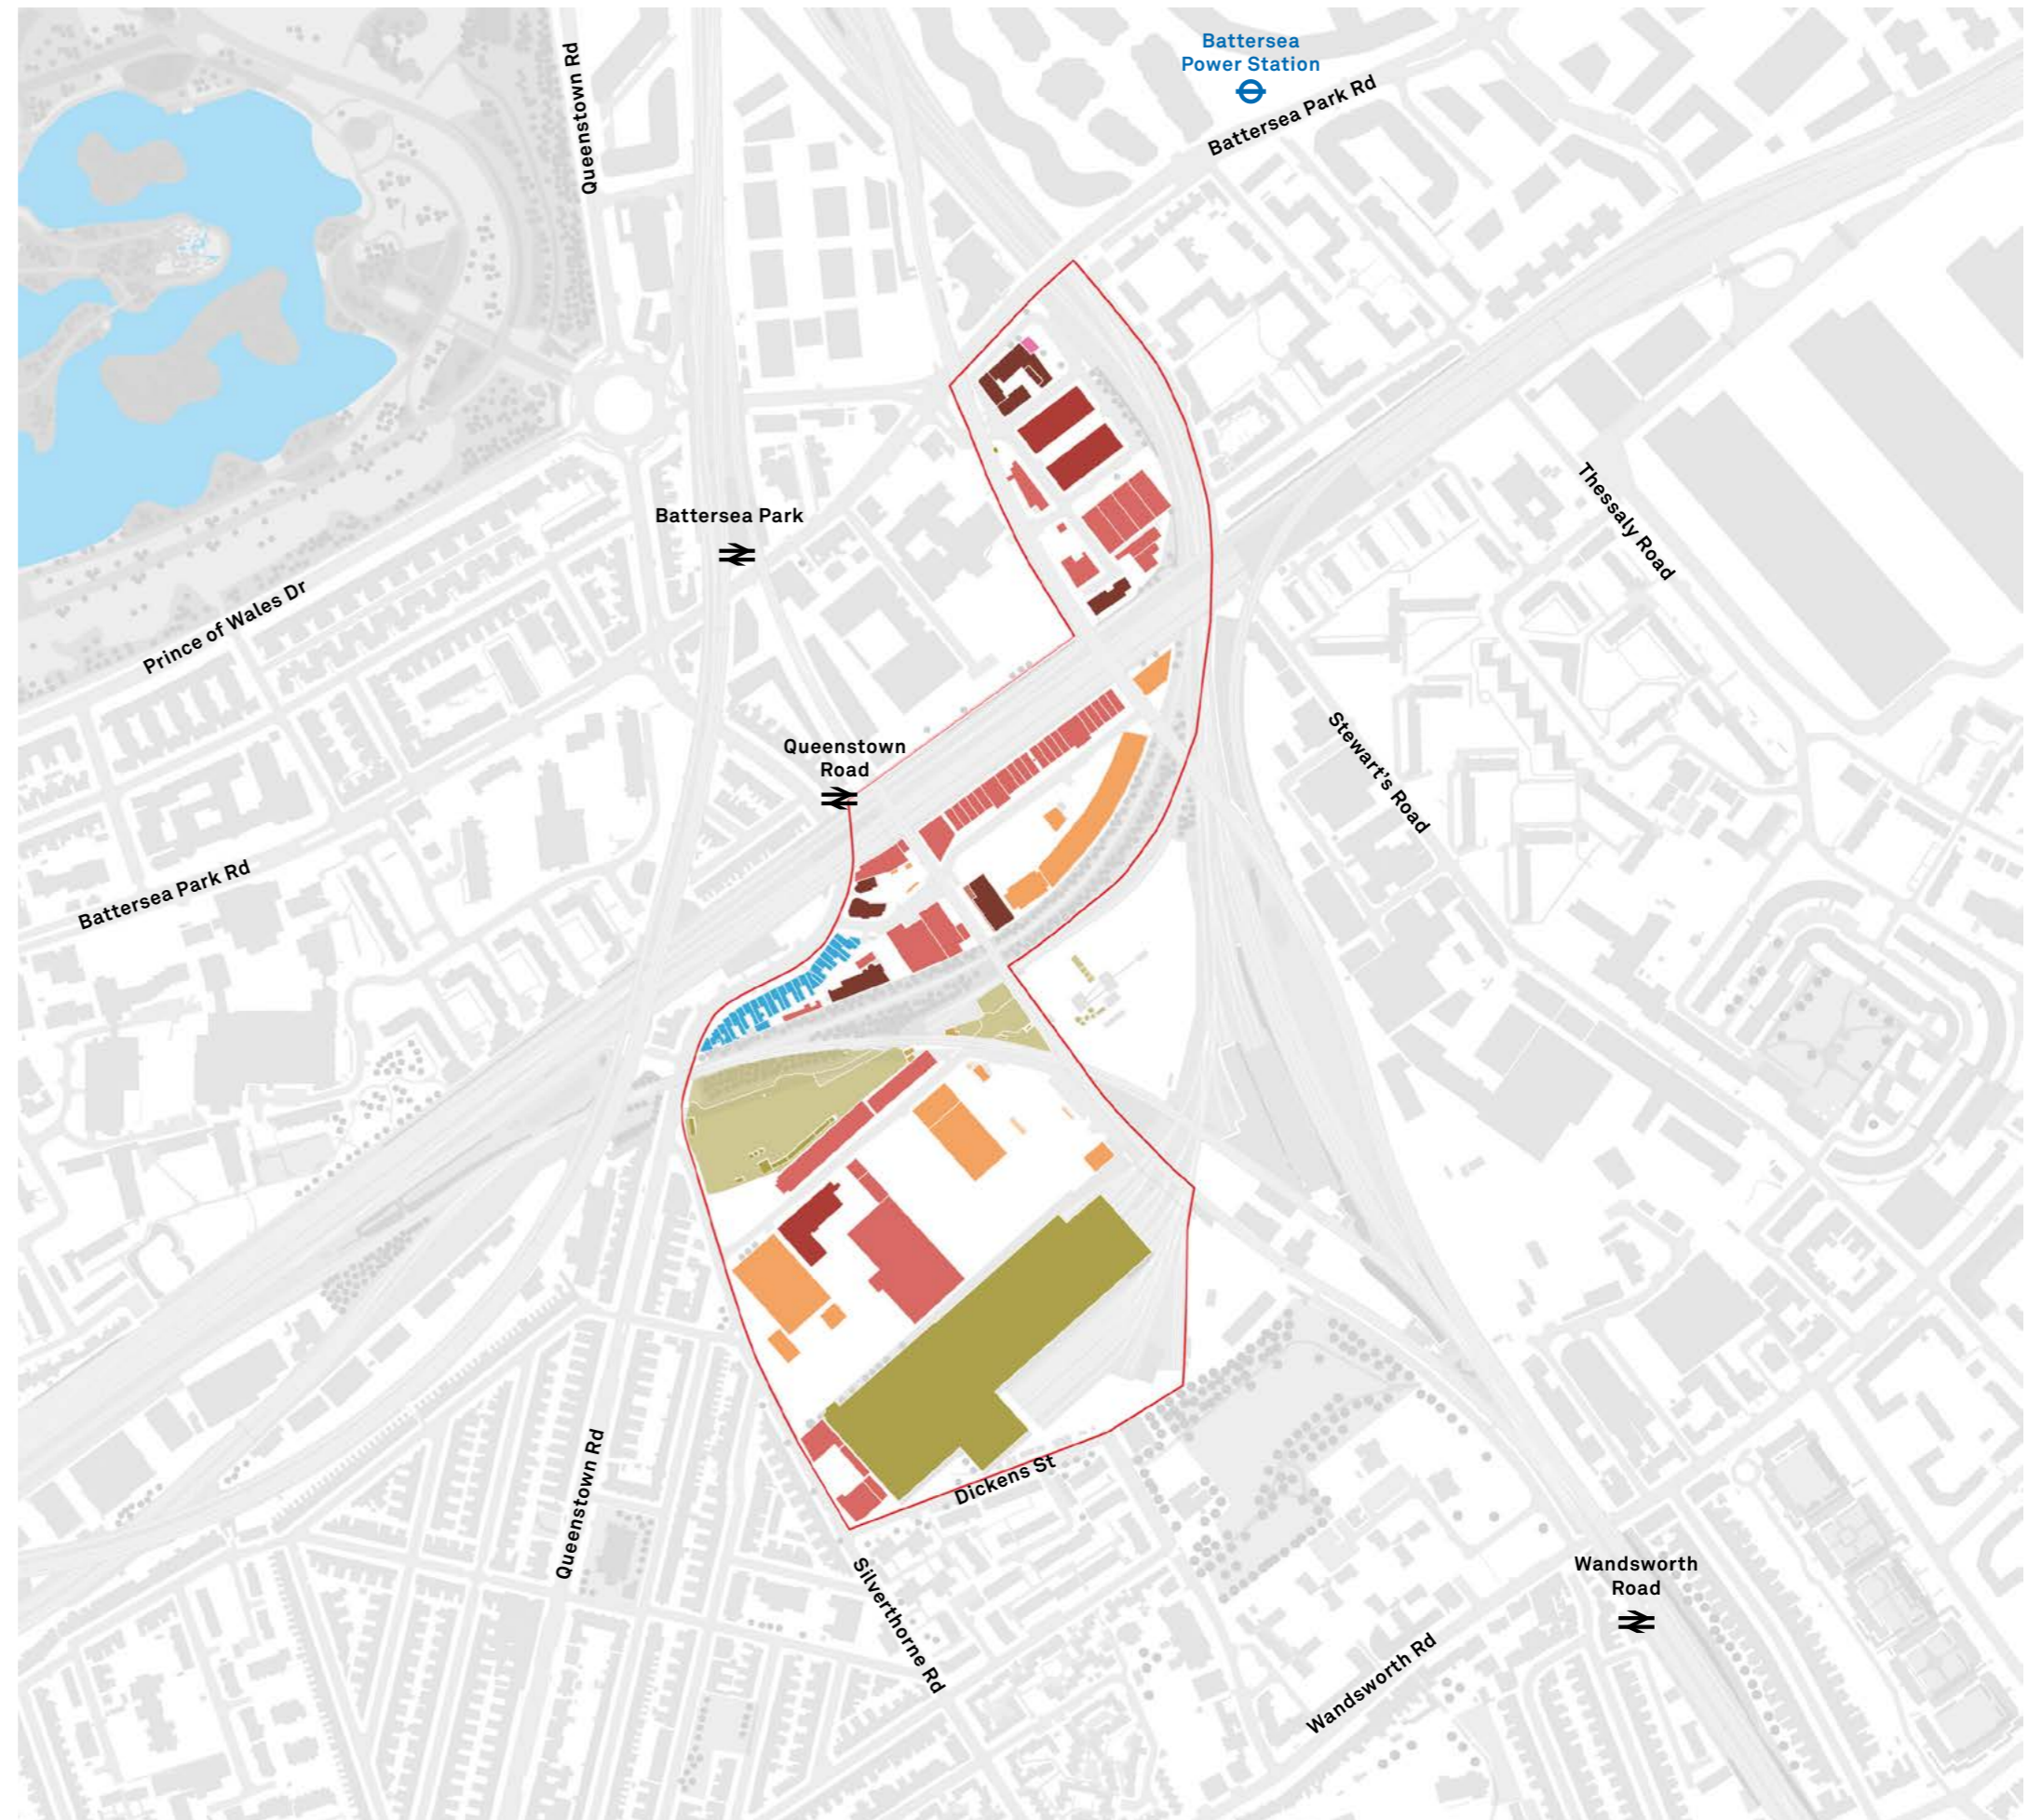 Battersea
Power Station
Queenstown Rd
Battersea Park Rd
Battersea Park
Thessaly Road
Prince of Wales Dr
Queenstown
Road
Stewart's Road
Battersea Park Rd
Dickens St
Queenstown Rd
Silverthorne Rd
Wandsworth
Road
Wandsworth Rd